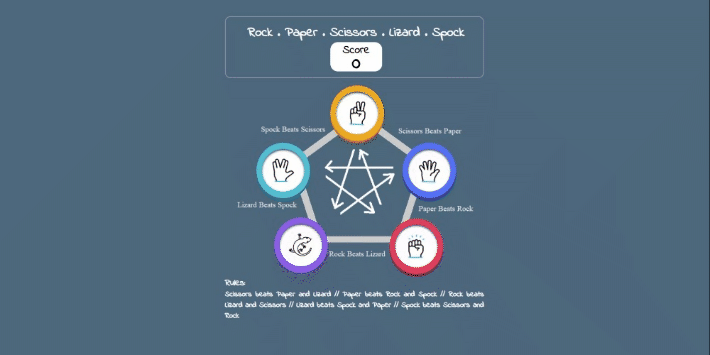 Rock . Paper . Scissors . Lizard . Spock
Score
0
Spock Beats Scissors
Scissors Beats Paper
Lizard Beats Spock
Paper Beats Rock
Rock Beats Lizard
Rules:
Scissors beats Paper and Lizard // Paper beats Rock and Spock // Rock beats
Lizard and Scissors // Lizard beats Spock and Paper // Spock beats Scissors and
Rock